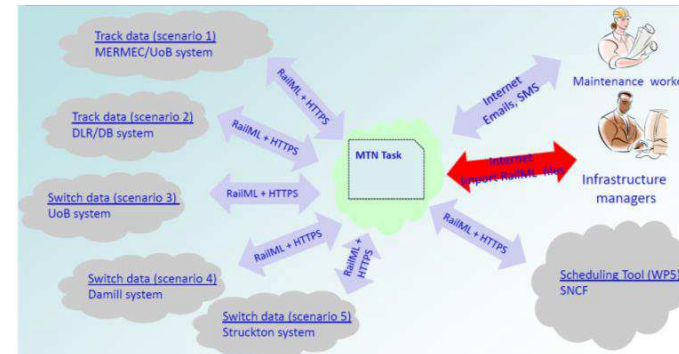 Track data (scenario 1)
MERMEC/UoB system
RailML + HTTPS
Track data (scenario 2)
DLR/DB system
RailML + HTTPS
Switch data (scenario 3)
UoB system
RailML + HTTPS
Switch data (scenario 4)
Damill system
RailML + HTTPS
Switch data (scenario 5)
Struckton system
RailML +
HTTPS
MTN Task
Internet
Emails, SMS
Maintenance worke
Internet
Import RailML files
Infrastructure
managers
RailML + HTTPS
Scheduling Tool (WP5)
SNCF